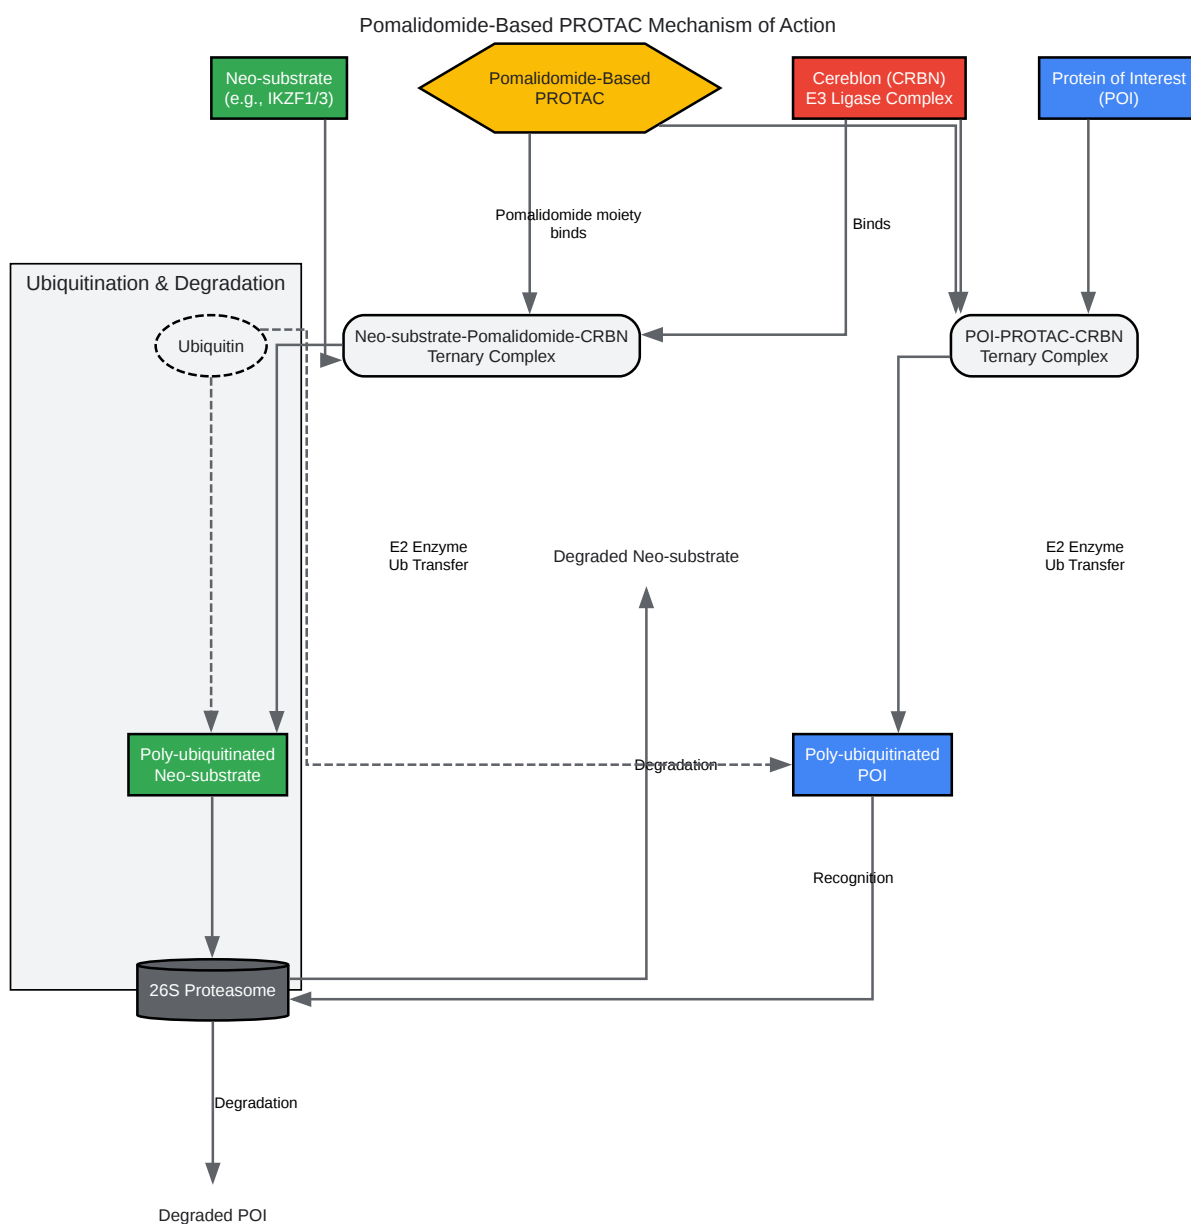 Pomalidomide-Based PROTAC Mechanism of Action
Neo-substrate
(e.g., IKZF1/3)
Pomalidomide-Based
PROTAC
Cereblon (CRBN)
E3 Ligase Complex
Protein of Interest
(POI)
Pomalidomide moiety
binds
Binds
Ubiquitination & Degradation
Ubiquitin
Neo-substrate-Pomalidomide-CRBN
Ternary Complex
POI-PROTAC-CRBN
Ternary Complex
E2 Enzyme
Ub Transfer
Degraded Neo-substrate
E2 Enzyme
Ub Transfer
Poly-ubiquitinated
Neo-substrate
Degradation
Poly-ubiquitinated
POI
Recognition
26S Proteasome
Degradation
Degraded POI